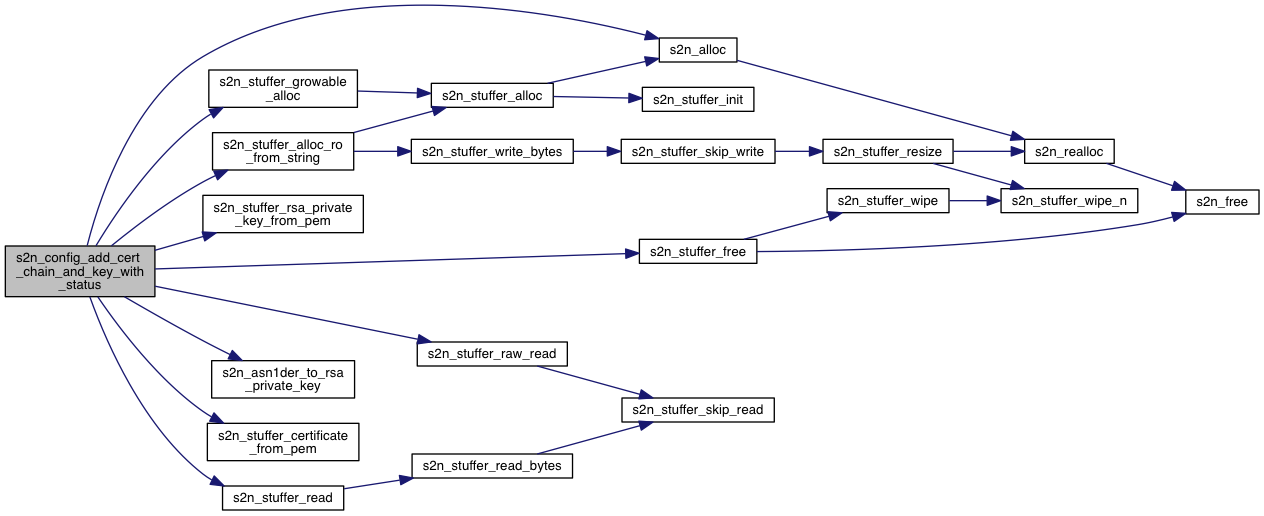 s2n_config_add_cert
_chain_and_key_with
_status
s2n_stuffer_growable
_alloc
s2n_stuffer_alloc_ro
_from_string
s2n_stuffer_rsa_private
_key_from_pem
s2n_asn1der_to_rsa
_private_key
s2n_stuffer_certificate
_from_pem
s2n_stuffer_read
s2n_stuffer_alloc
s2n_stuffer_write_bytes
s2n_stuffer_raw_read
s2n_stuffer_read_bytes
s2n_alloc
s2n_stuffer_init
s2n_stuffer_skip_write
s2n_stuffer_free
s2n_stuffer_skip_read
s2n_stuffer_resize
s2n_stuffer_wipe
s2n_realloc
s2n_stuffer_wipe_n
s2n_free